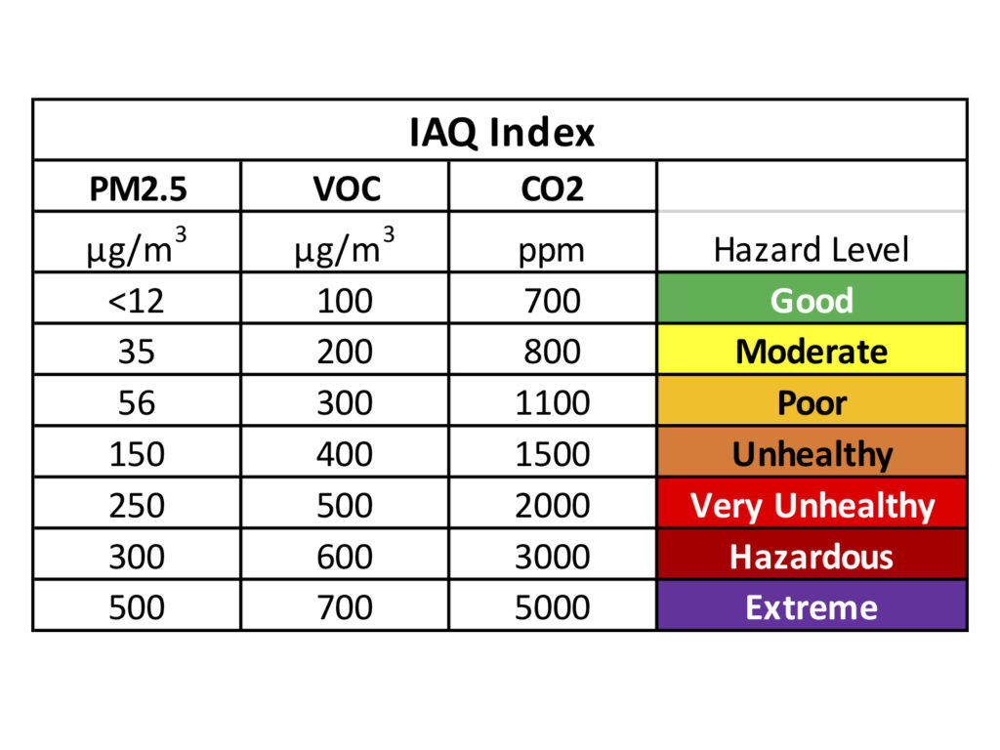 IAQ Index
PM2.5 VOC CO2
µg/m³ µg/m³ ppm Hazard Level
<12 100 700 Good
35 200 800 Moderate
56 300 1100 Poor
150 400 1500 Unhealthy
250 500 2000 Very Unhealthy
300 600 3000 Hazardous
500 700 5000 Extreme